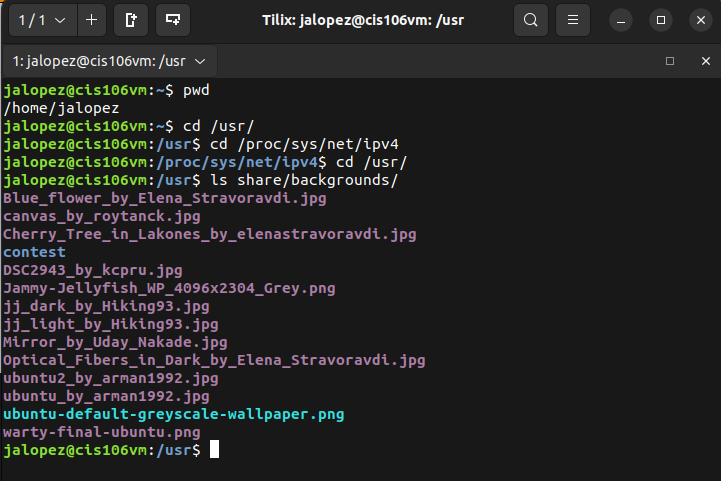 1 / 1
Tilix: jalopez@cis106vm: /usr
1: jalopez@cis106vm: /usr
jalopez@cis106vm:~$ pwd
/home/jalopez
jalopez@cis106vm:~$ cd /usr/
jalopez@cis106vm:/usr$ cd /proc/sys/net/ipv4
jalopez@cis106vm:/proc/sys/net/ipv4$ cd /usr/
jalopez@cis106vm:/usr$ ls share/backgrounds/
Blue_flower_by_Elena_Stravoravdi.jpg
canvas_by_roytanck.jpg
Cherry_Tree_in_Lakones_by_elenastravoravdi.jpg
contest
DSC2943_by_kcpru.jpg
Jammy-Jellyfish_WP_4096x2304_Grey.png
jj_dark_by_Hiking93.jpg
jj_light_by_Hiking93.jpg
Mirror_by_Uday_Nakade.jpg
Optical_Fibers_in_Dark_by_Elena_Stravoravdi.jpg
ubuntu2_by_arman1992.jpg
ubuntu_by_arman1992.jpg
ubuntu-default-greyscale-wallpaper.png
warty-final-ubuntu.png
jalopez@cis106vm:/usr$